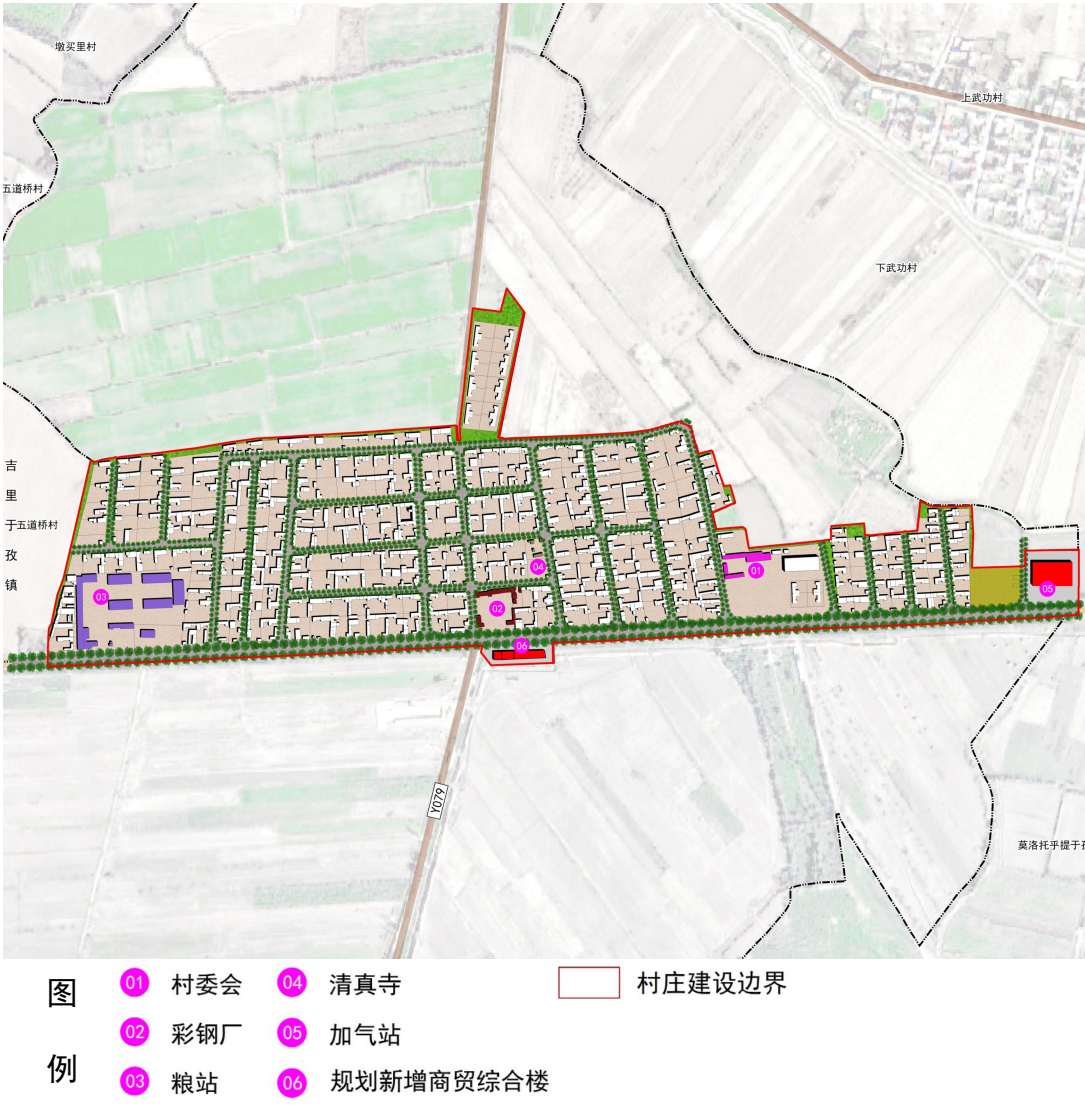 墩买里村
上武功村
五道桥村
下武功村
吉里于孜镇
五道桥村
04
01
03
02
05
06
Y079
莫洛托乎提于孜
图例
01 村委会
04 清真寺
村庄建设边界
02 彩钢厂
05 加气站
03 粮站
06 规划新增商贸综合楼